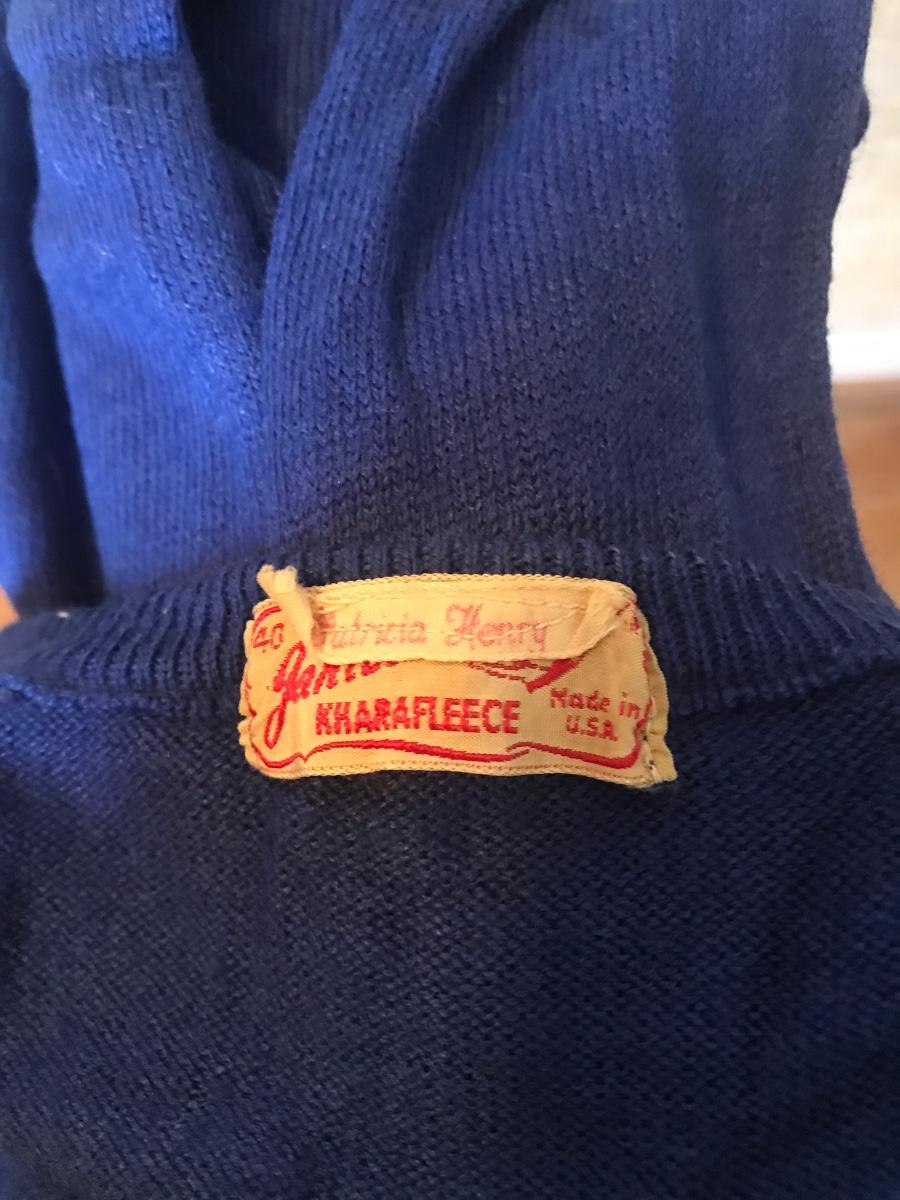 40
Patricia Henry
KHARAFLEECE
Made in
U.S.A.